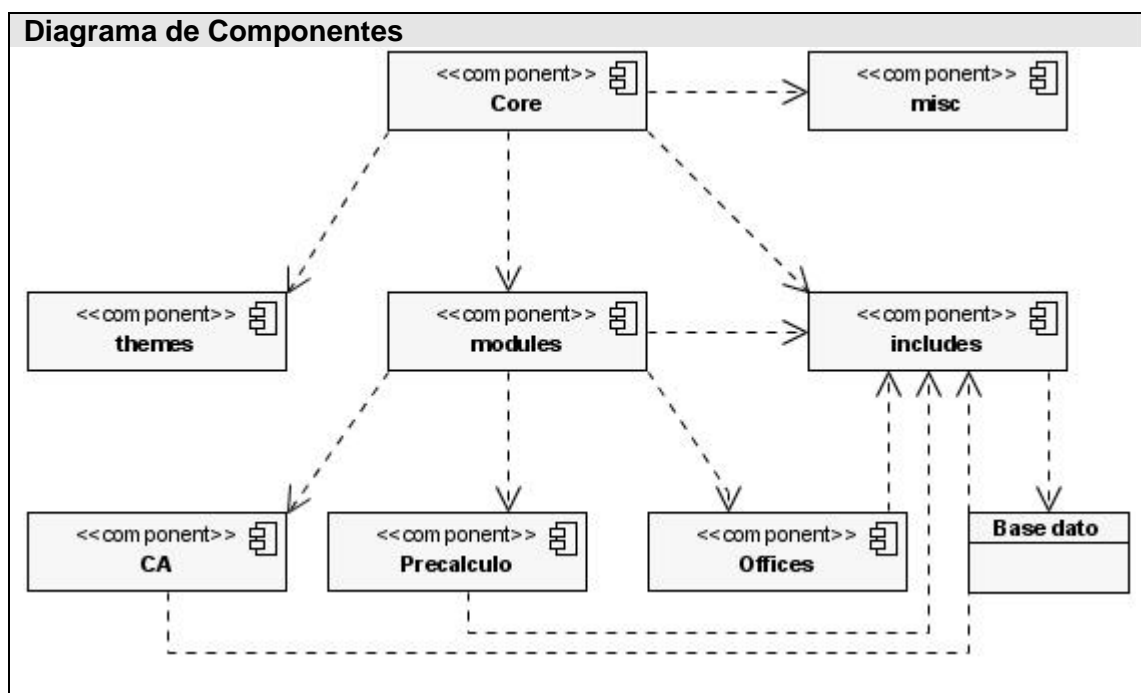 Diagrama de Componentes
<<component>>
Core
<<component>>
misc
<<component>>
themes
<<component>>
modules
<<component>>
includes
<<component>>
CA
<<component>>
Precalculo
<<component>>
Offices
Base dato